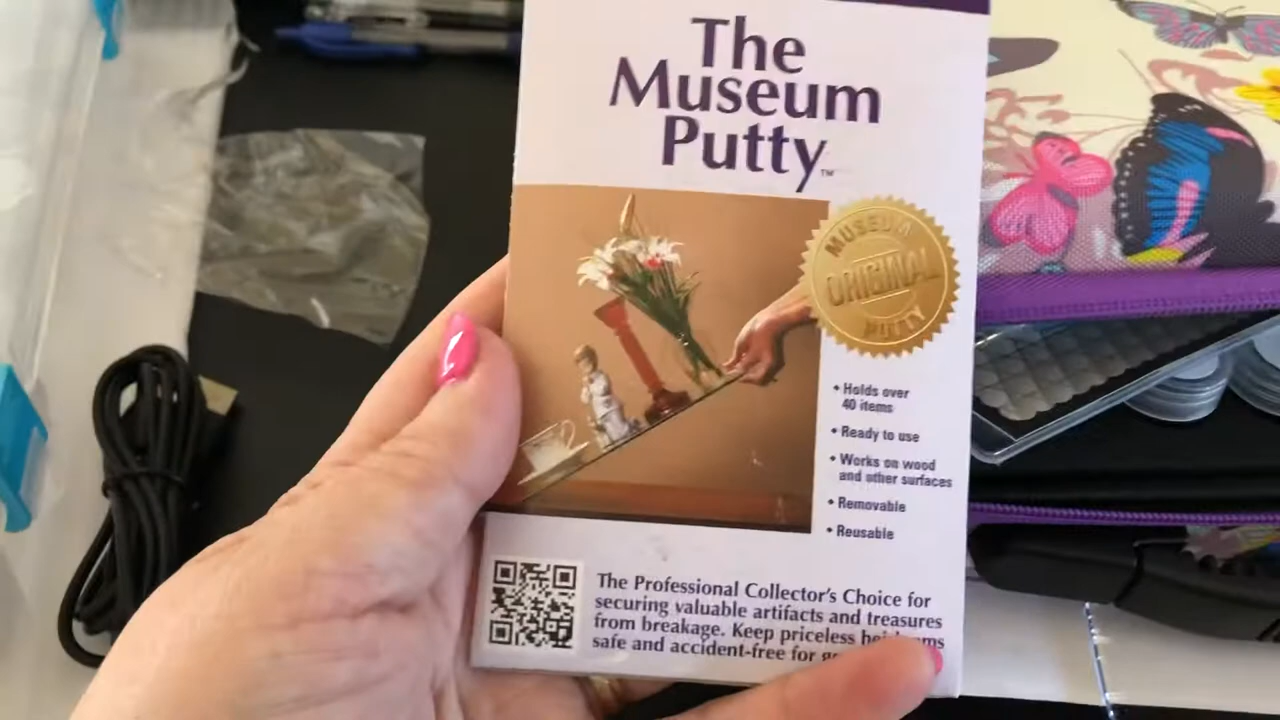 The
Museum
Putty™
MUSEUM
ORIGINAL
PUTTY
• Holds over
40 items
• Ready to use
• Works on wood
and other surfaces
• Removable
• Reusable
The Professional Collector's Choice for
securing valuable artifacts and treasures
from breakage. Keep priceless
safe and accident-free for